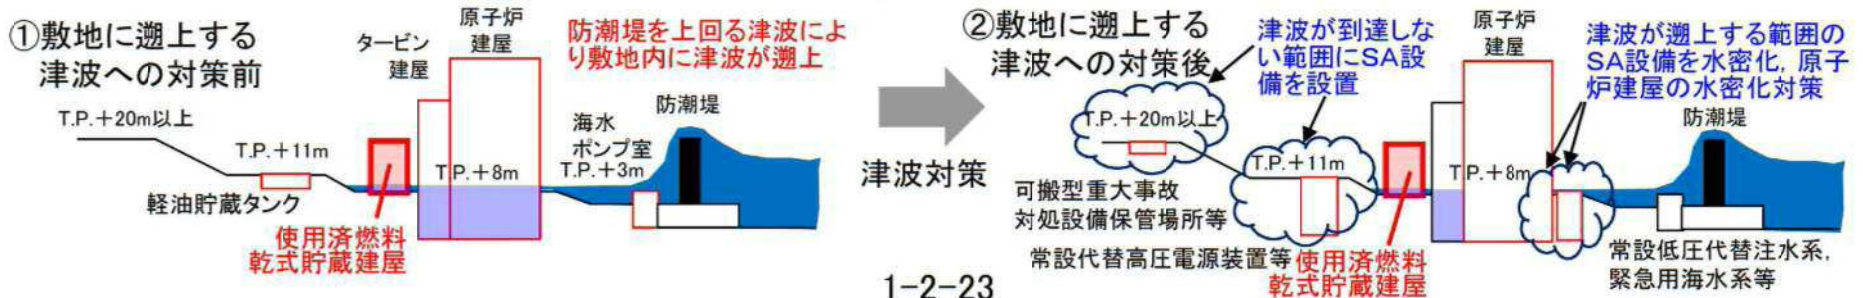 ①敷地に遡上する
津波への対策前
タービン
建屋
原子炉
建屋
防潮堤を上回る津波によ
り敷地内に津波が遡上
T.P.+20m以上
T.P.+11m
軽油貯蔵タンク
T.P.+8m
海水
ポンプ室
T.P.+3m
防潮堤
使用済燃料
乾式貯蔵建屋
津波対策
②敷地に遡上する
津波への対策後
津波が到達しな
い範囲にSA設
備を設置
原子炉
建屋
津波が遡上する範囲の
SA設備を水密化,原子
炉建屋の水密化対策
防潮堤
T.P.+20m以上
T.P.+11m
T.P.+8m
可搬型重大事故
対処設備保管場所等
常設代替高圧電源装置等
使用済燃料
乾式貯蔵建屋
常設低圧代替注水系,
緊急用海水系等
1-2-23